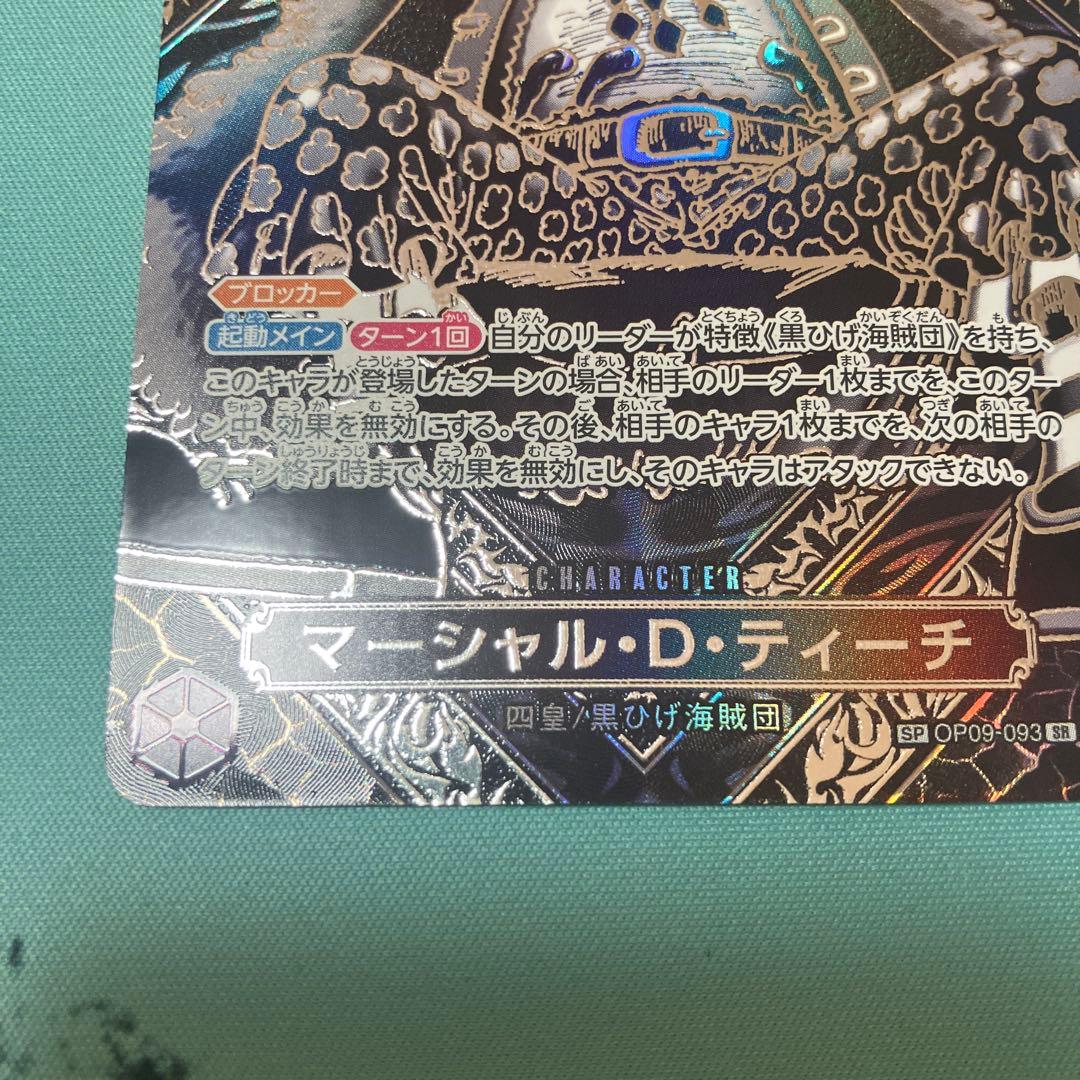 ブロッカー
起動メイン ターン1回 自分のリーダーが特徴《黒ひげ海賊団》を持ち、
このキャラが登場したターンの場合、相手のリーダー1枚までを、このター
ン中、効果を無効にする。その後、相手のキャラ1枚までを、次の相手の
ターン終了時まで、効果を無効にし、そのキャラはアタックできない。
CHARACTER
マーシャル・D・ティーチ
四皇/黒ひげ海賊団
SP OP09-093 SR